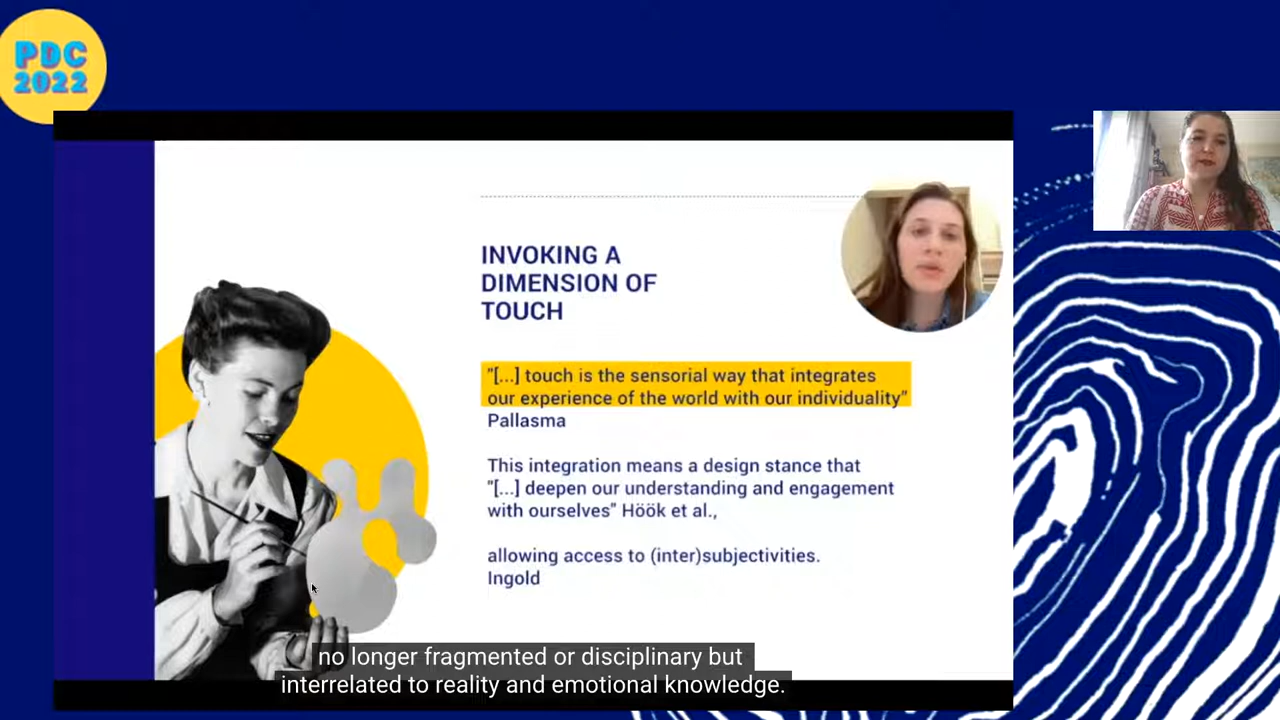 PDC
2022
INVOKING A
DIMENSION OF
TOUCH
"[...] touch is the sensorial way that integrates
our experience of the world with our individuality"
Pallasma
This integration means a design stance that
"[...] deepen our understanding and engagement
with ourselves" Höök et al.,
allowing access to (inter)subjectivities.
Ingold
no longer fragmented or disciplinary but
interrelated to reality and emotional knowledge.